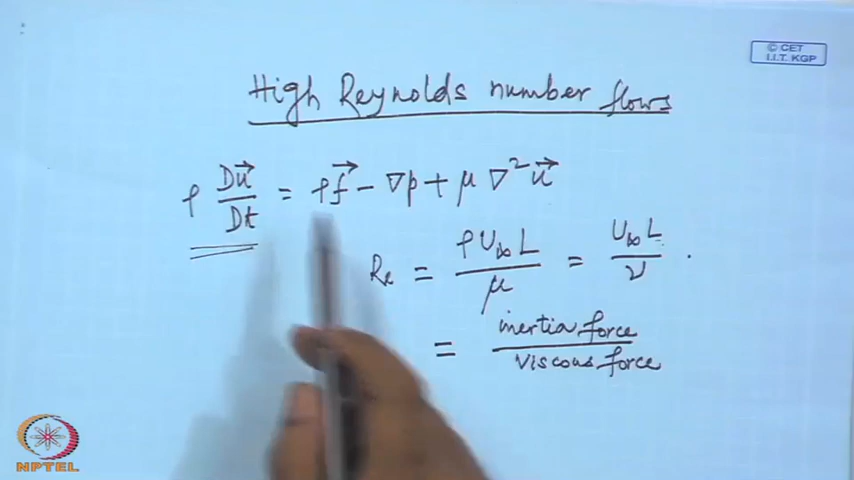 © CET
I.I.T. KGP
High Reynolds number flows
ρ Du⃗/Dt = ρf⃗ - ∇p + μ ∇²u⃗
Re = ρU∞L/μ = U∞L/ν .
= inertia force/viscous force
NPTEL